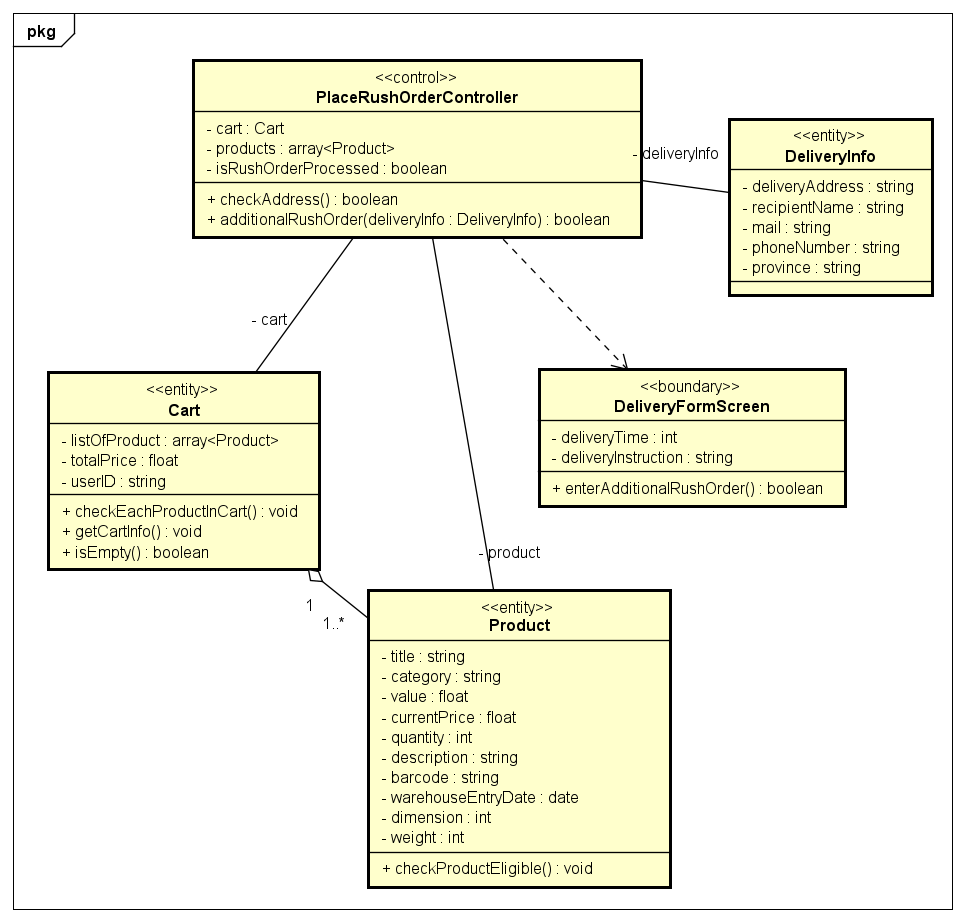 pkg
<<control>>
PlaceRushOrderController
- cart : Cart
- products : array<Product>
- isRushOrderProcessed : boolean
+ checkAddress() : boolean
+ additionalRushOrder(deliveryInfo : DeliveryInfo) : boolean
- deliveryInfo
<<entity>>
DeliveryInfo
- deliveryAddress : string
- recipientName : string
- mail : string
- phoneNumber : string
- province : string
- cart
<<entity>>
Cart
- listOfProduct : array<Product>
- totalPrice : float
- userID : string
+ checkEachProductInCart() : void
+ getCartInfo() : void
+ isEmpty() : boolean
<<boundary>>
DeliveryFormScreen
- deliveryTime : int
- deliveryInstruction : string
+ enterAdditionalRushOrder() : boolean
- product
1
1..*
<<entity>>
Product
- title : string
- category : string
- value : float
- currentPrice : float
- quantity : int
- description : string
- barcode : string
- warehouseEntryDate : date
- dimension : int
- weight : int
+ checkProductEligible() : void